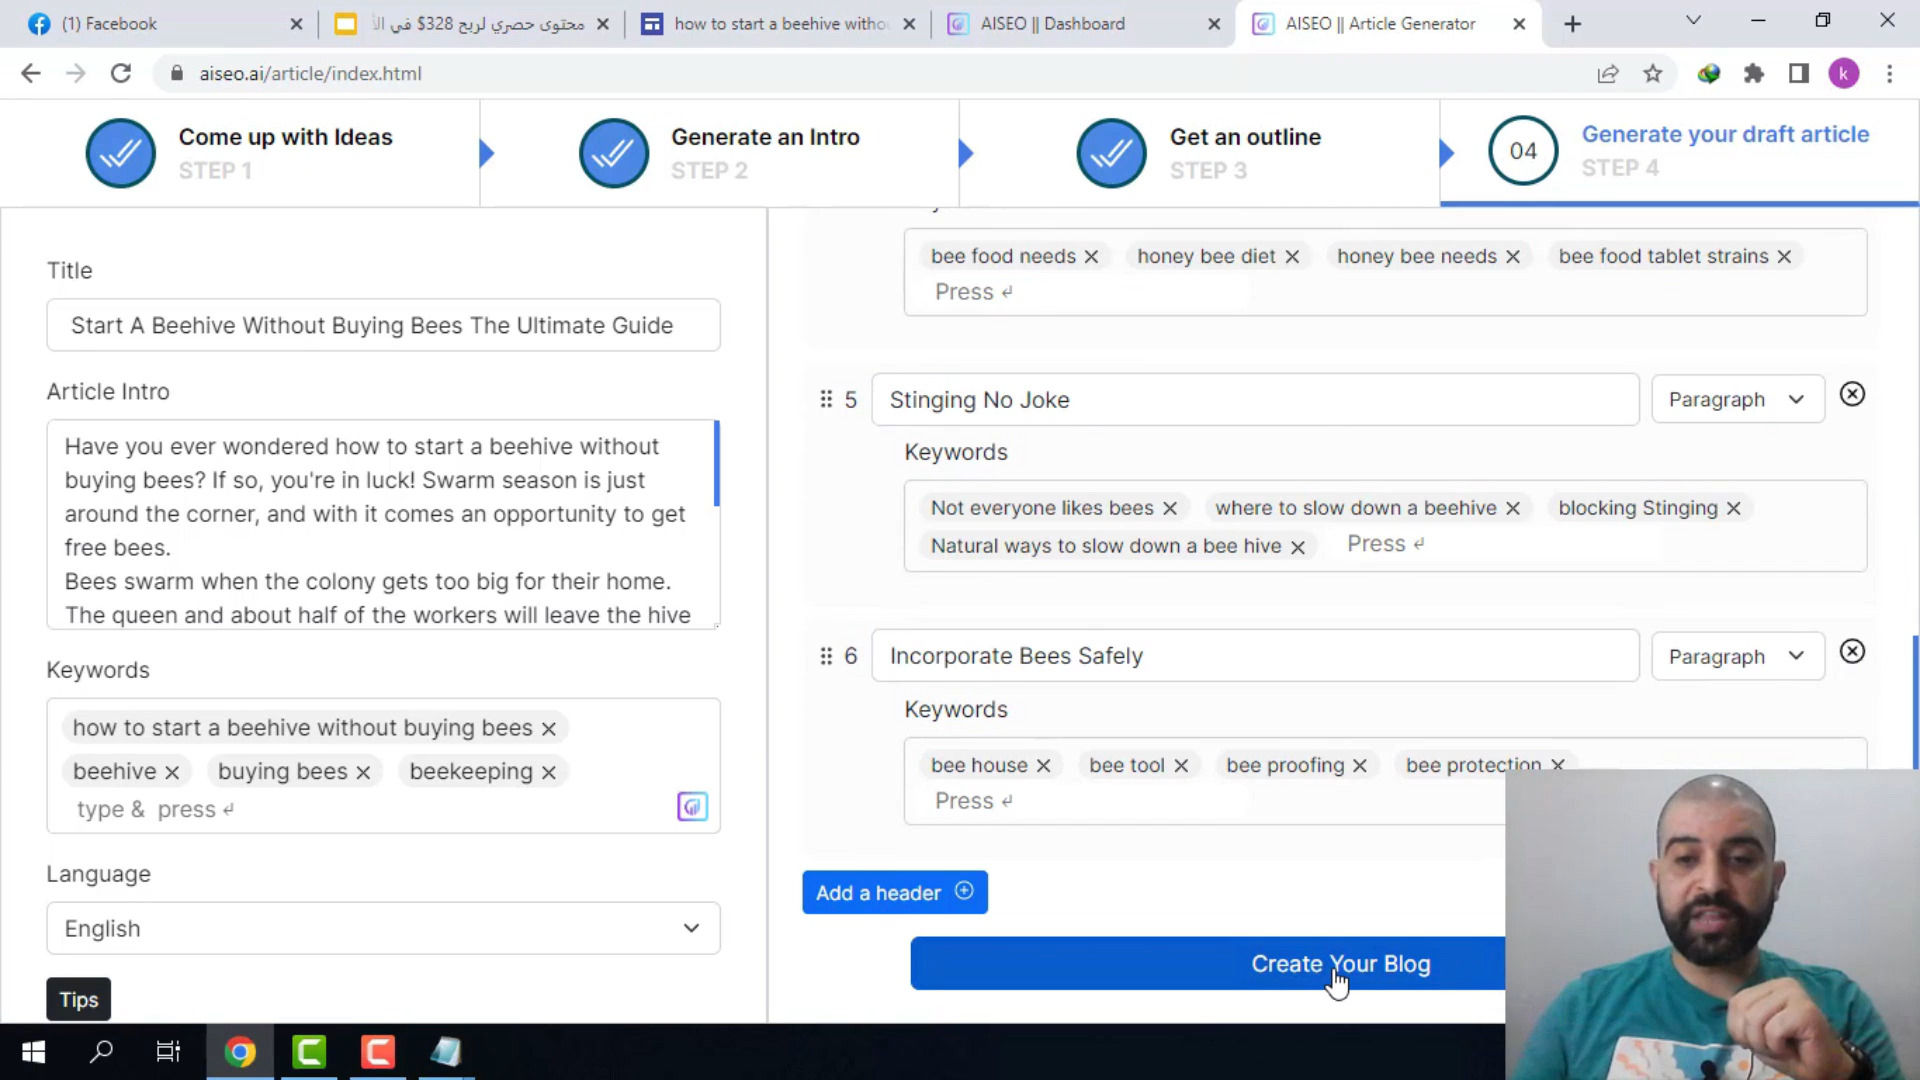 (1) Facebook
محتوى حصري لربح 328$ في الأ
how to start a beehive witho
AISEO || Dashboard
AISEO || Article Generator
aiseo.ai/article/index.html
k
Come up with Ideas
STEP 1
Generate an Intro
STEP 2
Get an outline
STEP 3
04
Generate your draft article
STEP 4
Title
Start A Beehive Without Buying Bees The Ultimate Guide
Article Intro
Have you ever wondered how to start a beehive without
buying bees? If so, you're in luck! Swarm season is just
around the corner, and with it comes an opportunity to get
free bees.
Bees swarm when the colony gets too big for their home.
The queen and about half of the workers will leave the hive
Keywords
how to start a beehive without buying bees
beehive buying bees beekeeping
type & press ↵
Language
English
Tips
bee food needs honey bee diet honey bee needs bee food tablet strains
Press ↵
5 Stinging No Joke Paragraph
Keywords
Not everyone likes bees where to slow down a beehive blocking Stinging
Natural ways to slow down a bee hive Press ↵
6 Incorporate Bees Safely Paragraph
Keywords
bee house bee tool bee proofing bee protection
Press ↵
Add a header
Create Your Blog